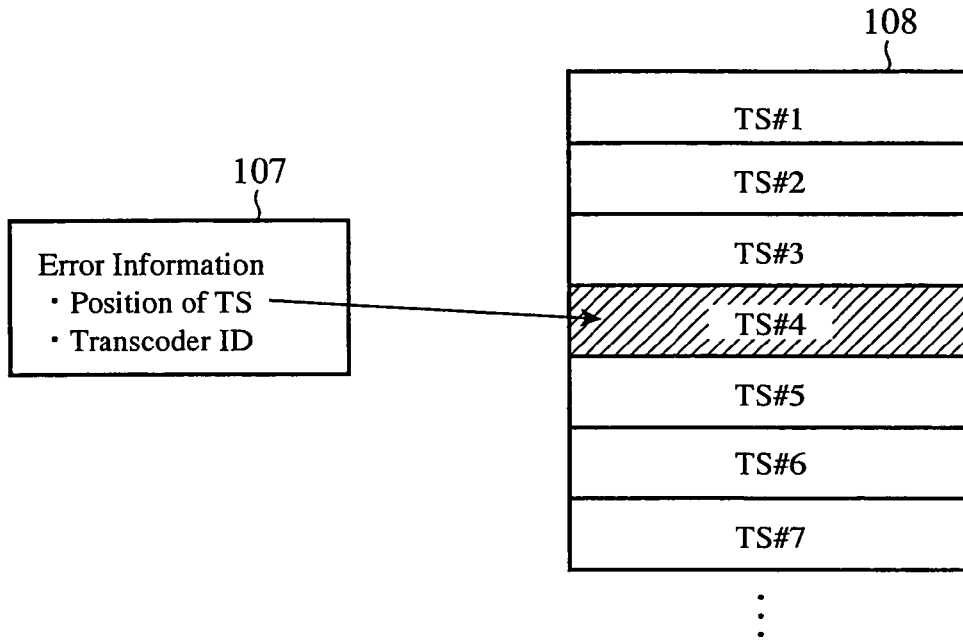 108
TS#1
TS#2
107
TS#3
Error Information
・Position of TS
・Transcoder ID
TS#4
TS#5
TS#6
TS#7